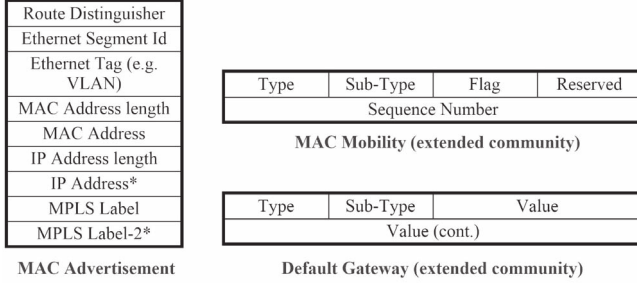 Route Distinguisher
Ethernet Segment Id
Ethernet Tag (e.g.
VLAN)
MAC Address length
MAC Address
IP Address length
IP Address*
MPLS Label
MPLS Label-2*
MAC Advertisement
Type Sub-Type Flag Reserved
Sequence Number
MAC Mobility (extended community)
Type Sub-Type Value
Value (cont.)
Default Gateway (extended community)